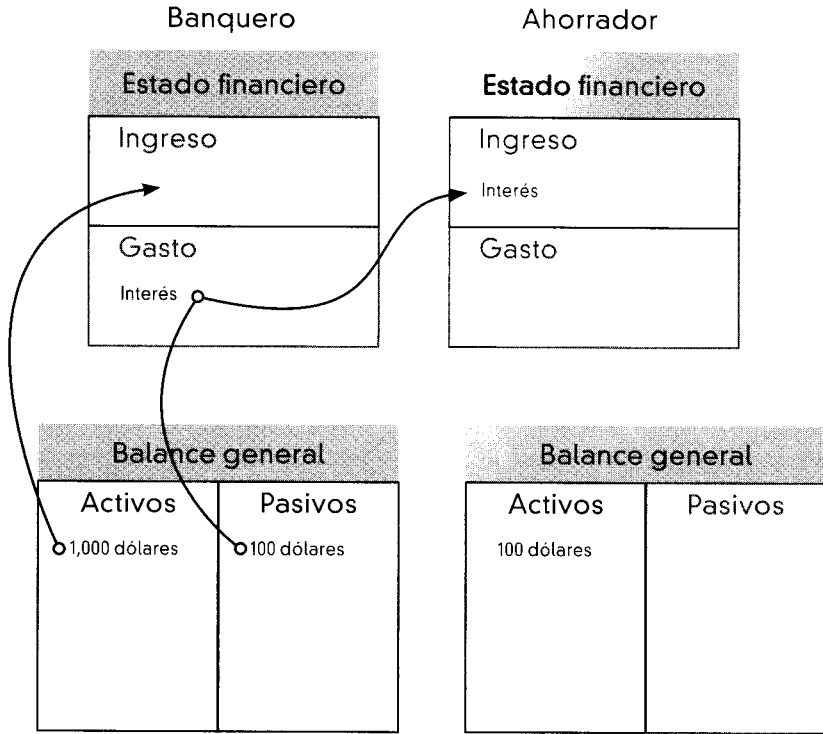 Banquero
Estado financiero
Ingreso
Gasto
Interés
Balance general
Activos
Pasivos
1,000 dólares
100 dólares
Ahorrador
Estado financiero
Ingreso
Interés
Gasto
Balance general
Activos
Pasivos
100 dólares